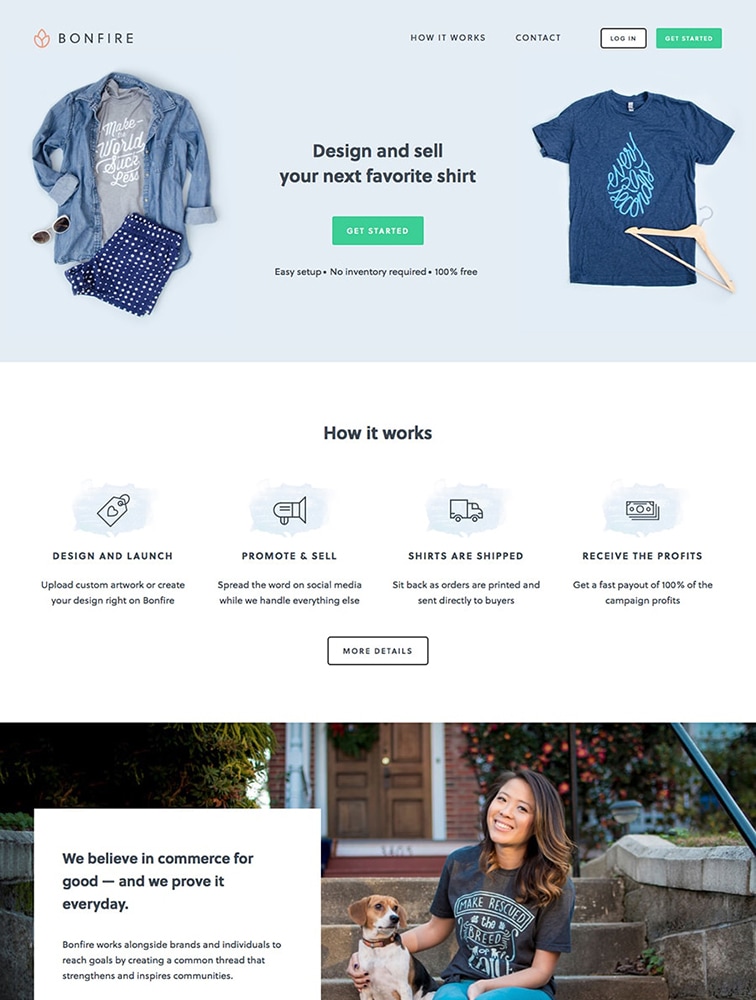 BONFIRE
HOW IT WORKS
CONTACT
LOG IN
GET STARTED
Make
the
World
Suck
Less
Design and sell
your next favorite shirt
GET STARTED
Easy setup • No inventory required • 100% free
every
2 and
seconds
How it works
DESIGN AND LAUNCH
Upload custom artwork or create
your design right on Bonfire
PROMOTE & SELL
Spread the word on social media
while we handle everything else
SHIRTS ARE SHIPPED
Sit back as orders are printed and
sent directly to buyers
RECEIVE THE PROFITS
Get a fast payout of 100% of the
campaign profits
MORE DETAILS
We believe in commerce for
good — and we prove it
everyday.
Bonfire works alongside brands and individuals to
reach goals by creating a common thread that
strengthens and inspires communities.
MAKE RESCUED
the
BREED